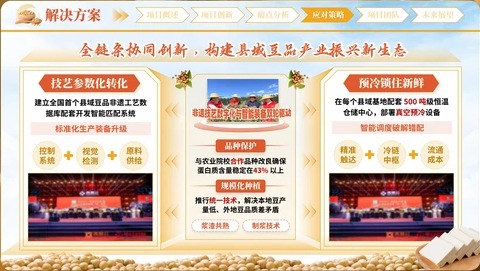 解决方案
项目概述
项目创新
痛点分析
应对策略
项目团队
未来展望
全链条协同创新，构建县域豆品产业振兴新生态
技艺参数化转化
建立全国首个县域豆品非遗工艺数
据库配套开发智能匹配系统
标准化生产装备升级
控制
系统
视觉
检测
原料
供给
非遗技艺数字化与智能装备双轮驱动
品种保护
与农业院校合作品种改良确保
蛋白质含量稳定在43% 以上
规模化种植
推行统一技术，解决本地豆产
量低、外地豆品质差矛盾
浆渣共熟
制浆技术
预冷锁住新鲜
在每个县域基地配套 500 吨级恒温
仓储中心，部署真空预冷设备
智能调度破解错配
精准
触达
冷链
中枢
流通
成本